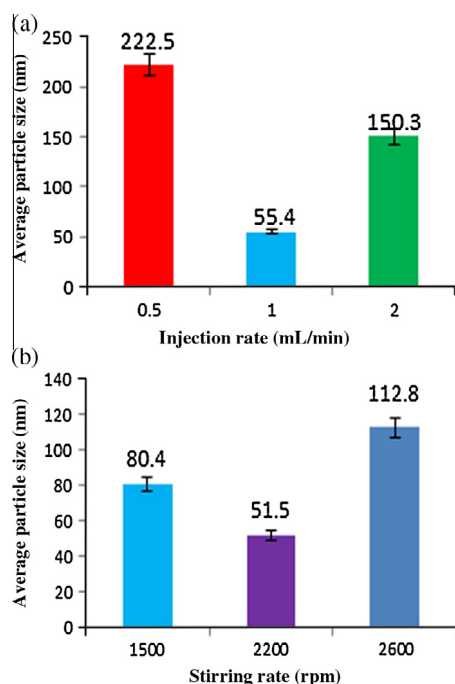 (a)
222.5
250
200
150.3
150
100
55.4
50
0
0.5 1 2
Average particle size (nm)
Injection rate (mL/min)
(b)
140
112.8
120
100
80.4
80
51.5
60
40
20
0
1500 2200 2600
Average particle size (nm)
Stirring rate (rpm)